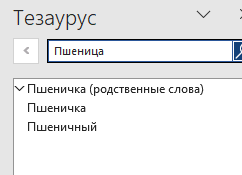 Тезаурус
Пшеница
Пшеничка (родственные слова)
Пшеничка
Пшеничный